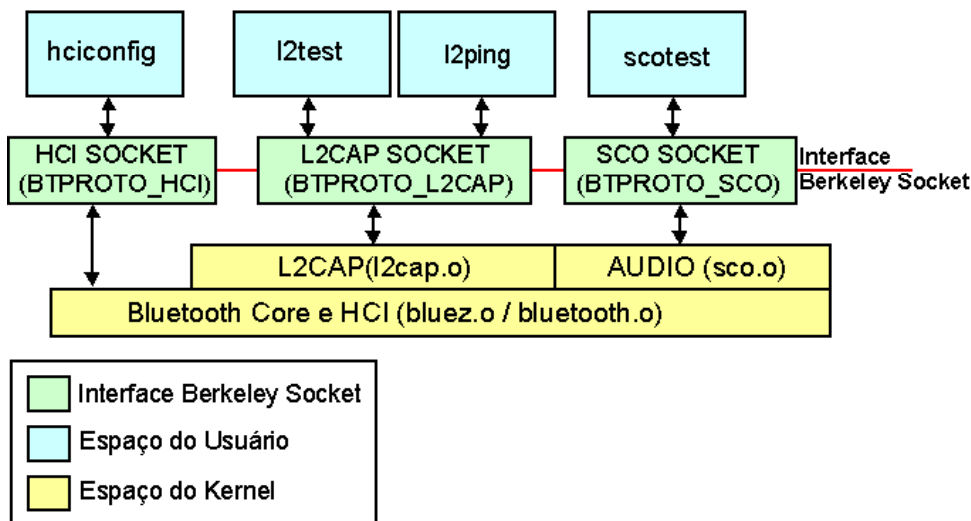 hciconfig
l2test
l2ping
scotest
HCI SOCKET
(BTPROTO_HCI)
L2CAP SOCKET
(BTPROTO_L2CAP)
SCO SOCKET
(BTPROTO_SCO)
Interface
Berkeley Socket
L2CAP(l2cap.o)
AUDIO (sco.o)
Bluetooth Core e HCI (bluez.o / bluetooth.o)
Interface Berkeley Socket
Espaço do Usuário
Espaço do Kernel